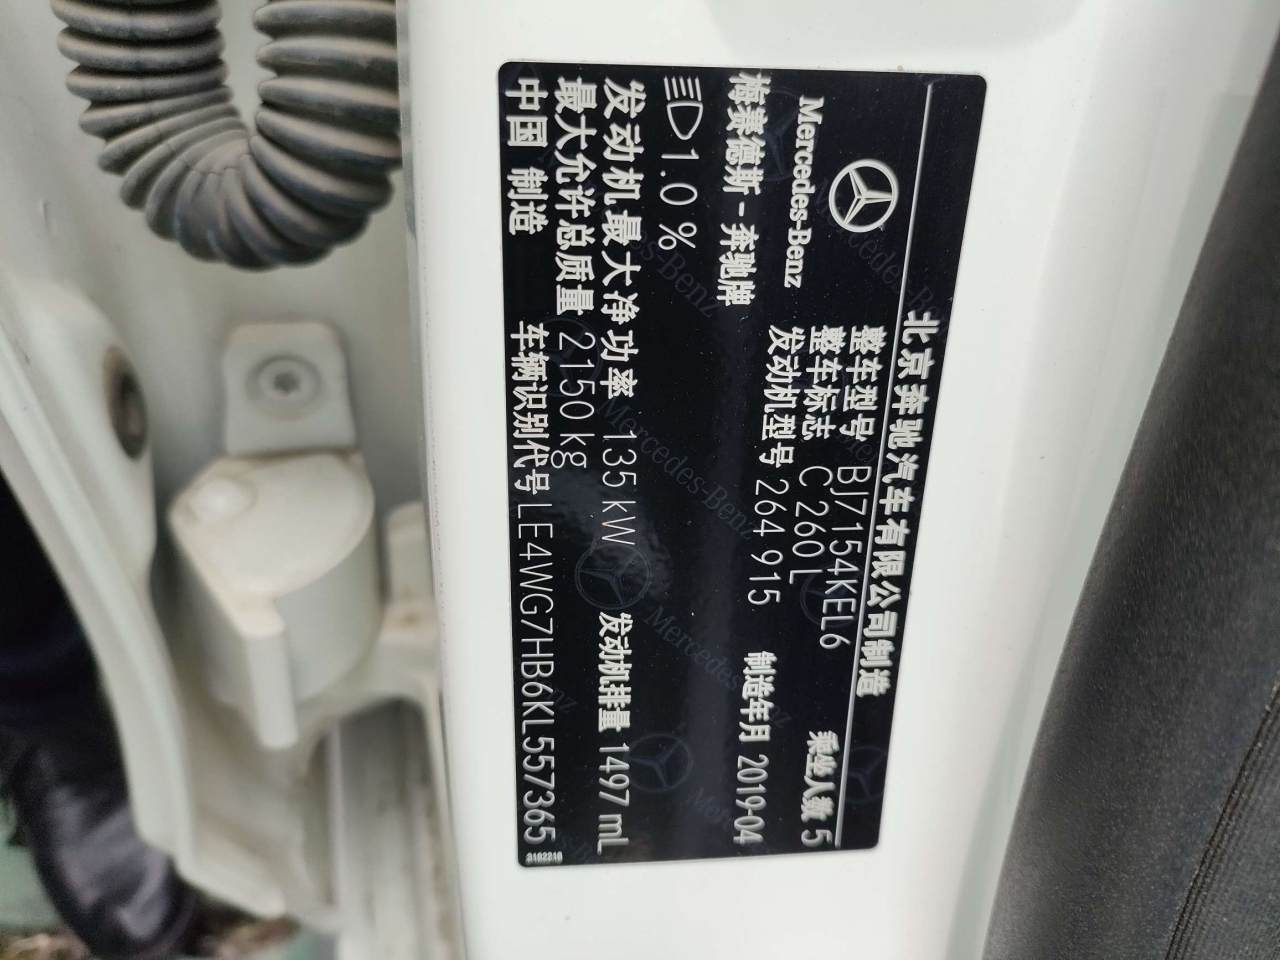 北京奔驰汽车有限公司制造
Mercedes-Benz
整车型号 BJ7154KEL6
整车标志 C 260 L 乘坐人数 5
发动机型号 264 915 制造年月 2019-04
梅赛德斯-奔驰牌
1.0 %
发动机最大净功率 135 kW 发动机排量 1497 mL
最大允许总质量 2150 kg
中国 制造 车辆识别代号 LE4WG7HB6KL557365
3182218